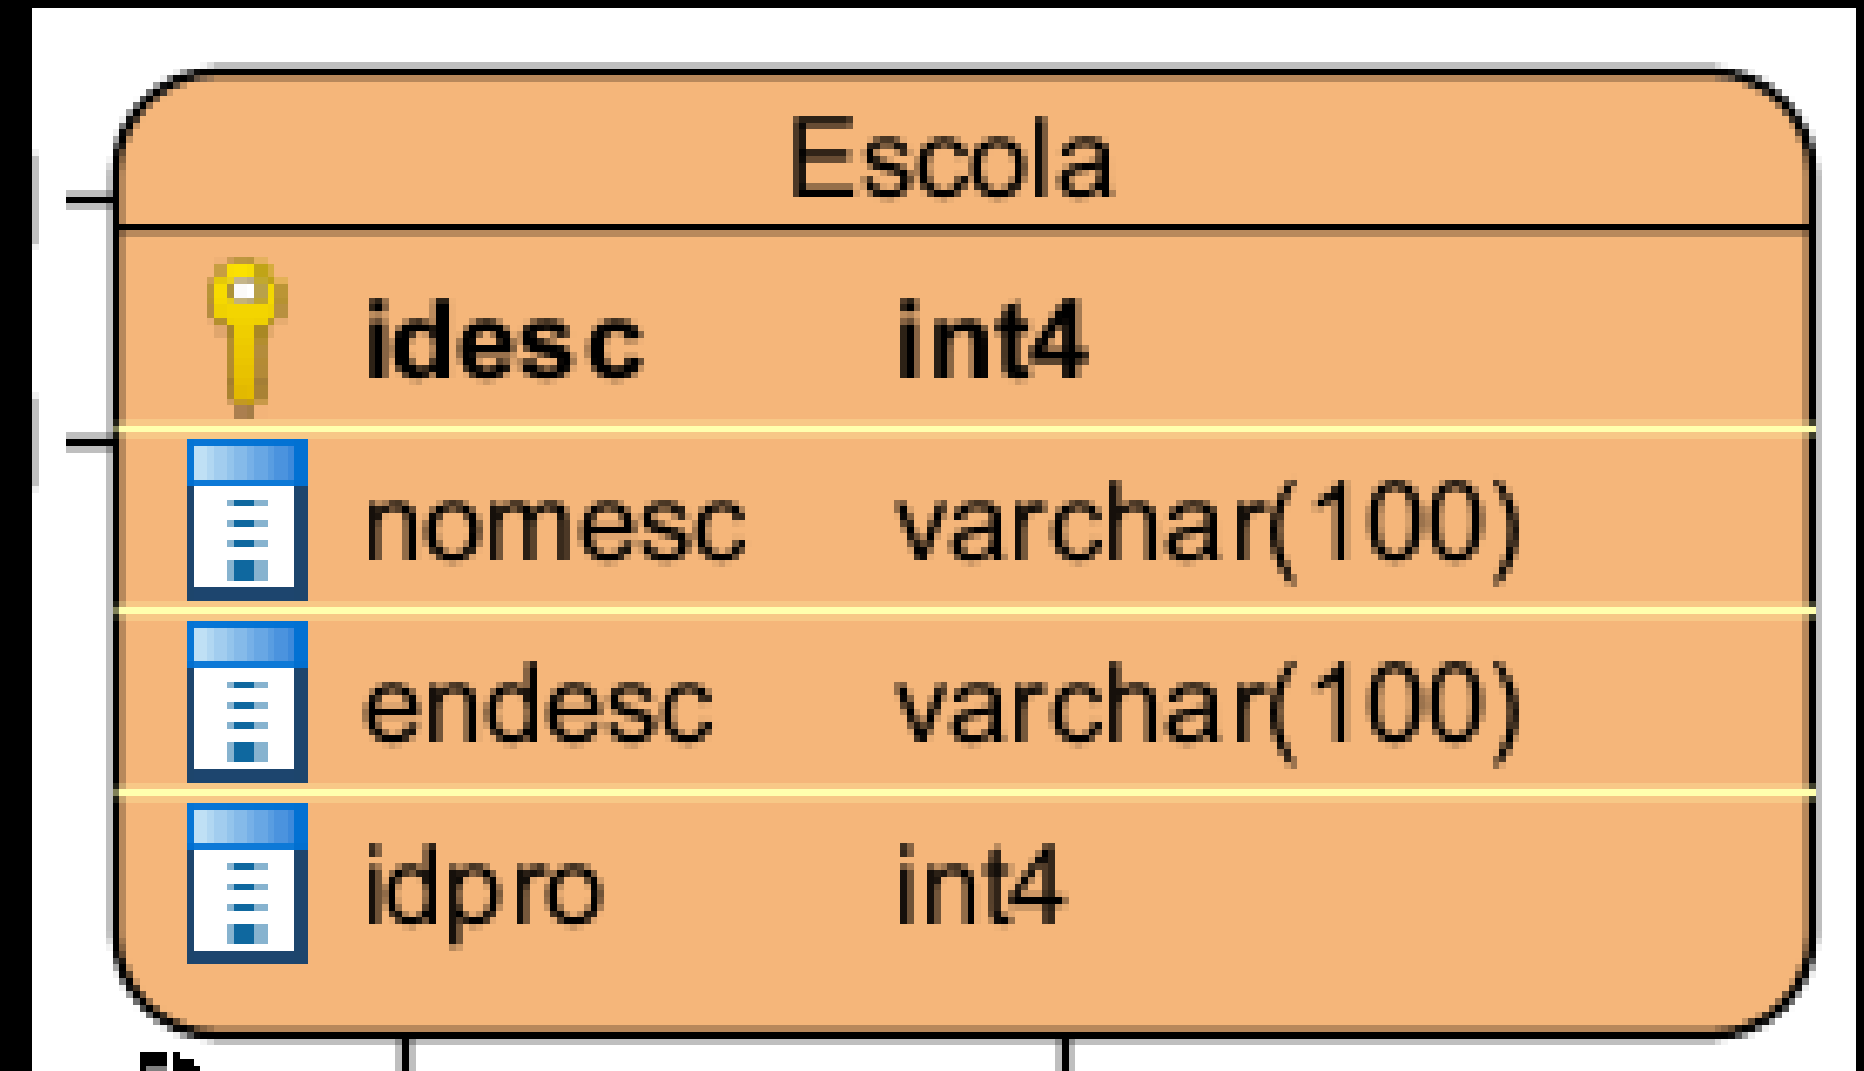 Escola
idesc int4
nomesc varchar(100)
endesc varchar(100)
idpro int4